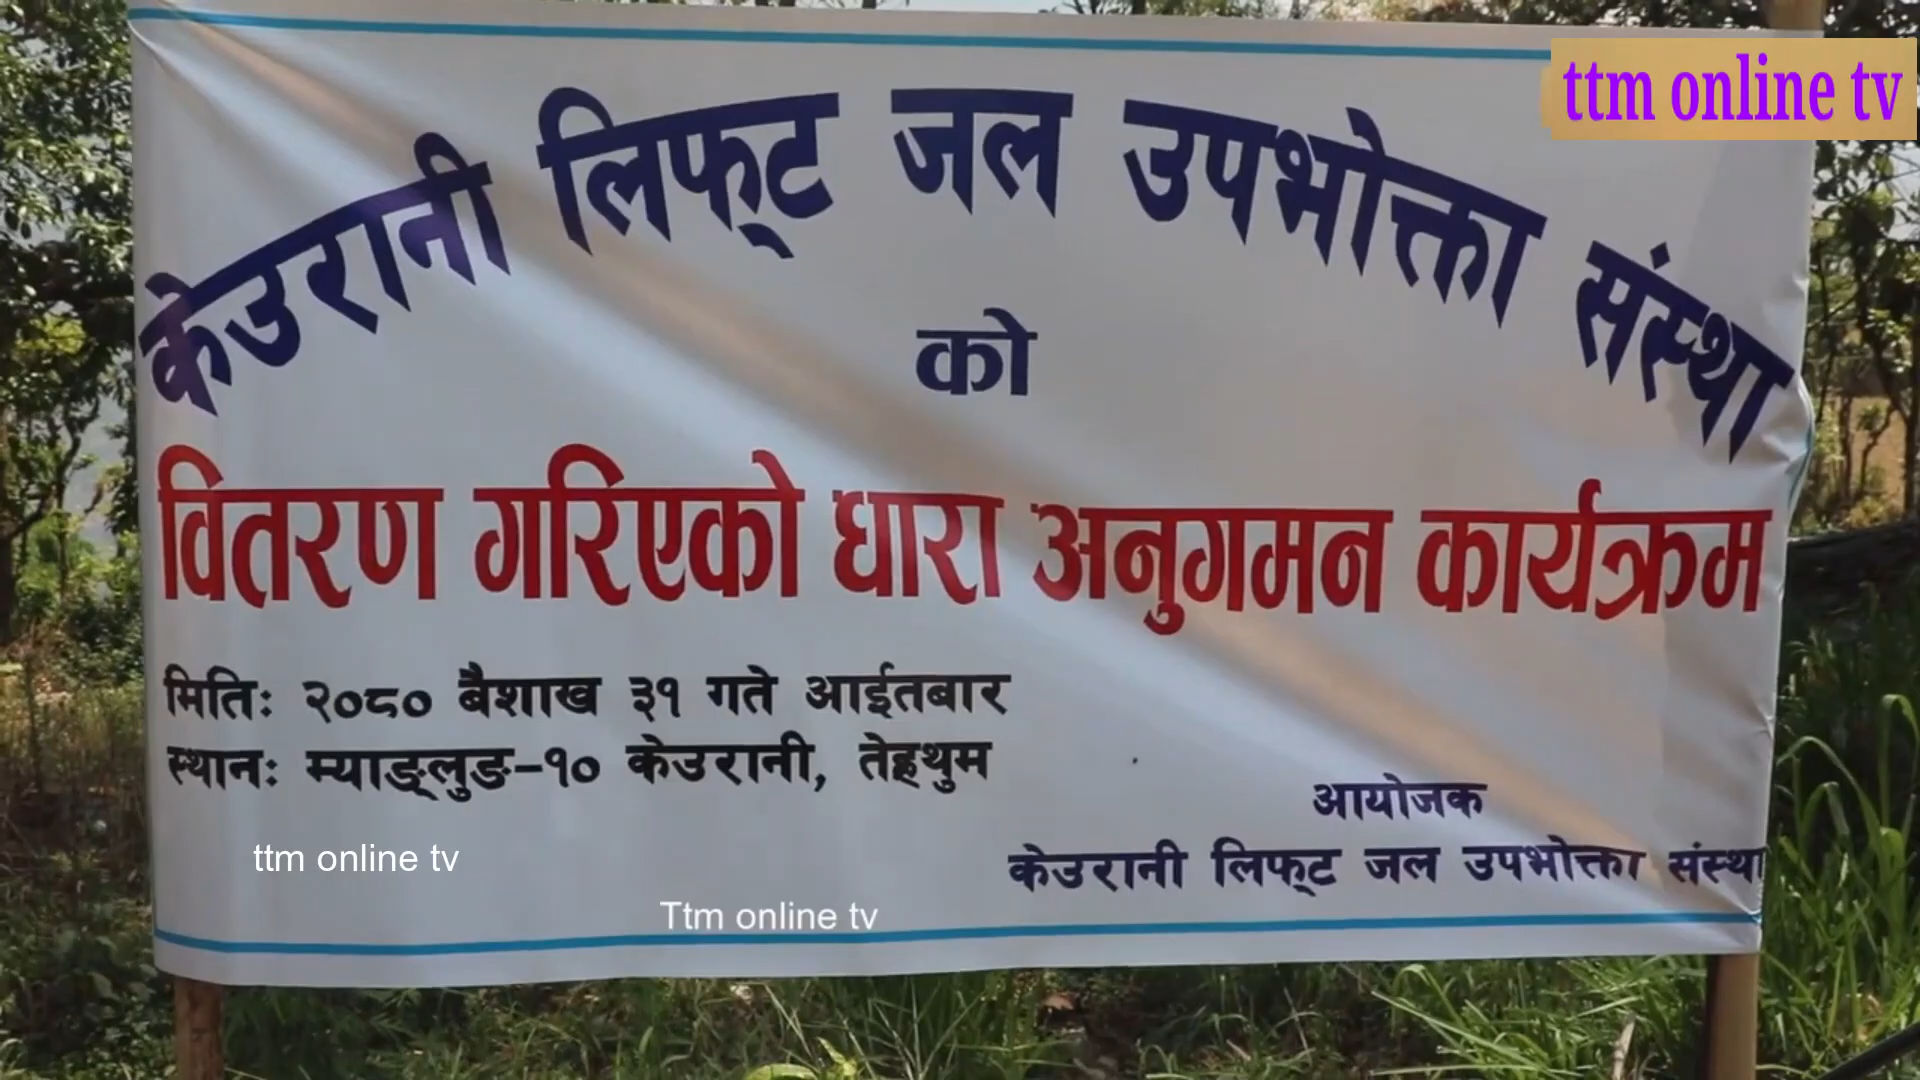 ttm online tv
केउरानी लिफ्ट जल उपभोक्ता संस्था
को
वितरण गरिएको धारा अनुगमन कार्यक्रम
मितिः २०८० बैशाख ३१ गते आईतबार
स्थानः म्याङ्लुङ-१० केउरानी, तेह्रथुम
आयोजक
केउरानी लिफ्ट जल उपभोक्ता संस्था
ttm online tv
Ttm online tv